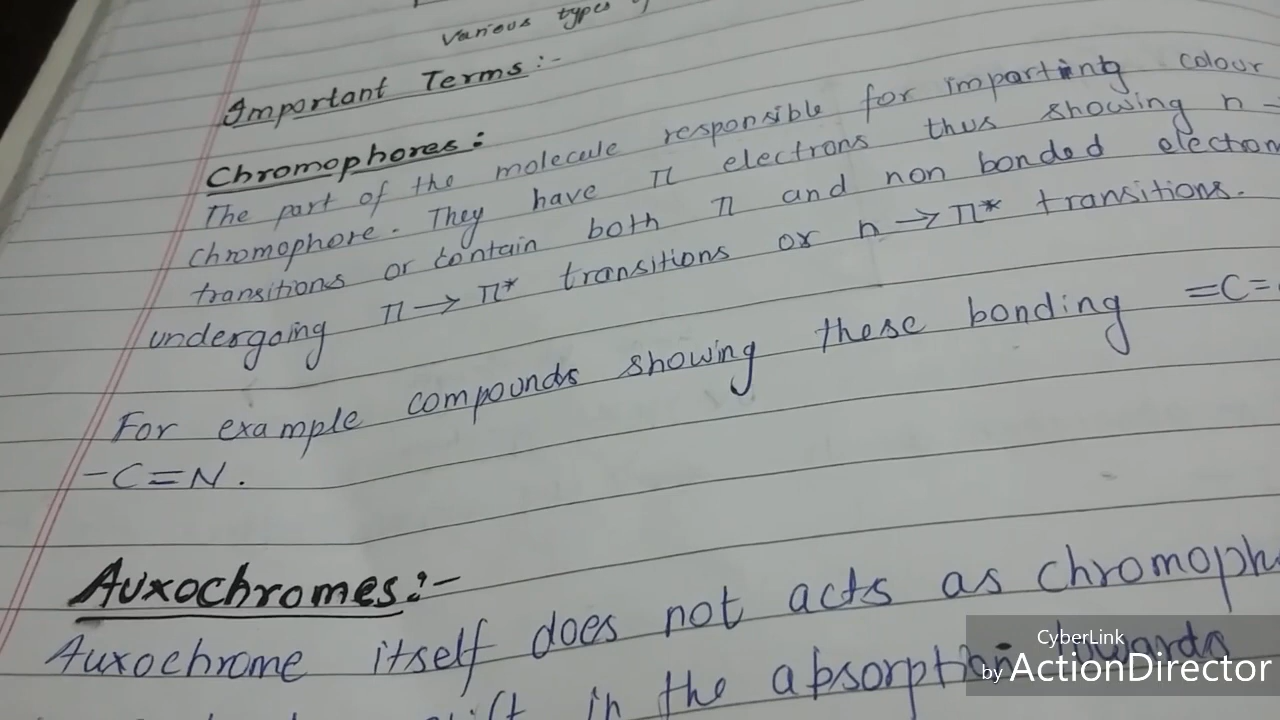 Various types
Important Terms:-
Chromophores:
The part of the molecule responsible for imparting colour
chromophore. They have π electrons thus showing n -
transitions or contain both π and non bonded electron
undergoing π → π* transitions or n → π* transitions.
For example compounds showing these bonding =C=
-C=N.
Auxochromes:-
Auxochrome itself does not acts as chromoph
in the absorption towards
CyberLink
by ActionDirector